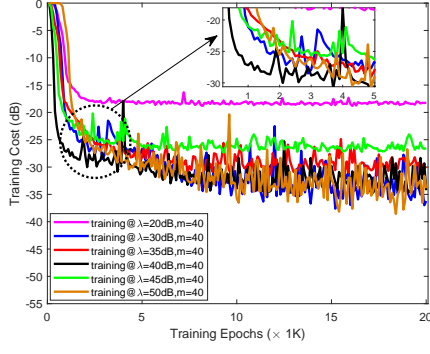 -20
-25
-30
1 2 3 4 5
0
-5
-10
-15
-20
-25
-30
-35
-40
-45
-50
-55
Training Cost (dB)
training@ λ=20dB,m=40
training@ λ=30dB,m=40
training@ λ=35dB,m=40
training@ λ=40dB,m=40
training@ λ=45dB,m=40
training@ λ=50dB,m=40
0 5 10 15 20
Training Epochs (× 1K)